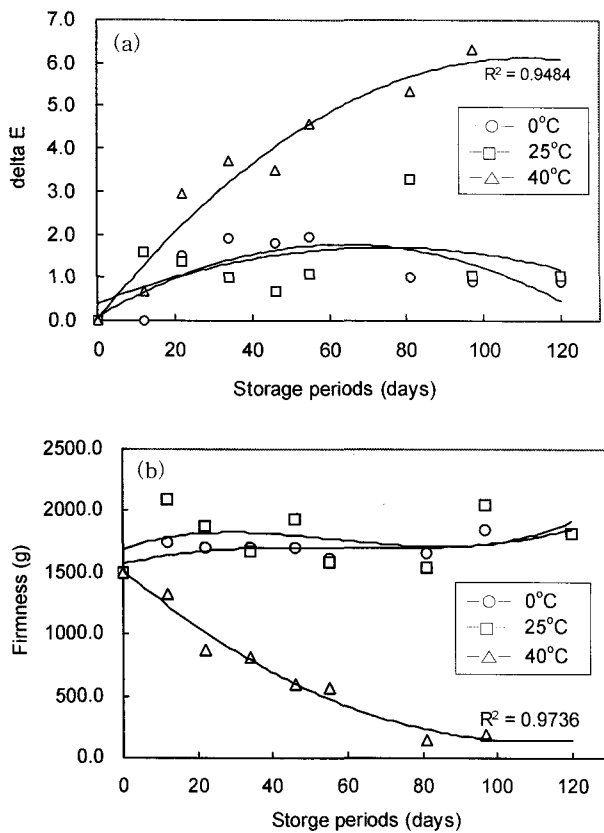 (a)
7.0
6.0
5.0
4.0
3.0
2.0
1.0
0.0
delta E
R² = 0.9484
0°C
25°C
40°C
0 20 40 60 80 100 120
Storage periods (days)
(b)
2500.0
2000.0
1500.0
1000.0
500.0
0.0
Firmness (g)
0°C
25°C
40°C
R² = 0.9736
0 20 40 60 80 100 120
Storge periods (days)